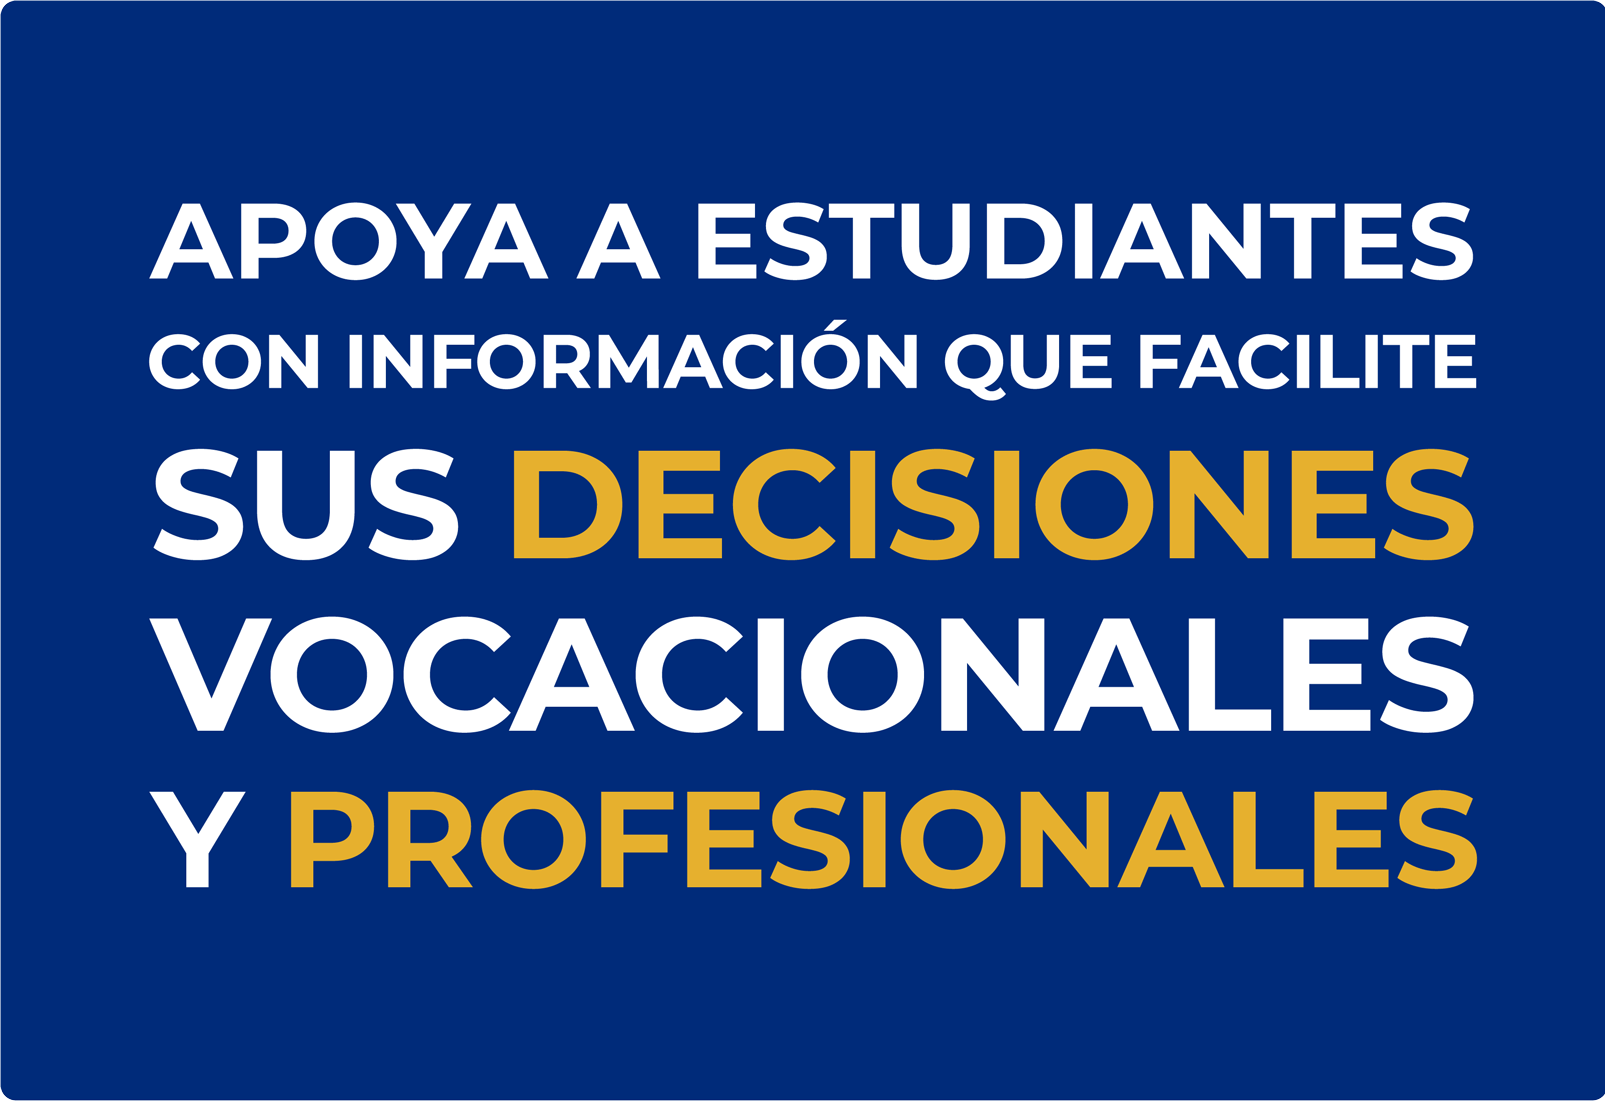 APOYA A ESTUDIANTES
CON INFORMACIÓN QUE FACILITE
SUS DECISIONES
VOCACIONALES
Y PROFESIONALES